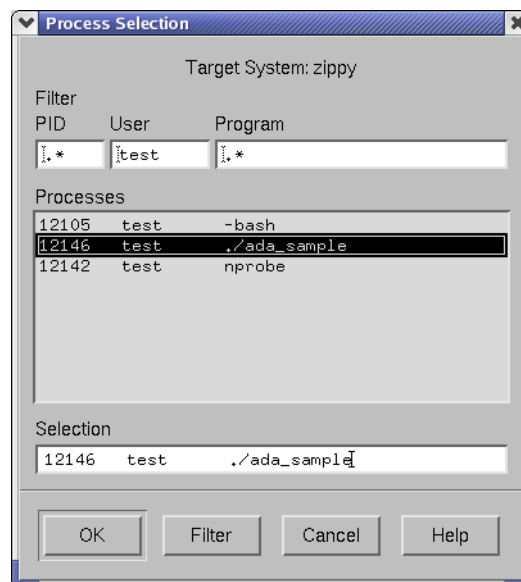 Process Selection
Target System: zippy
Filter
PID User Program
.* test .*
Processes
12105 test -bash
12146 test ./ada_sample
12142 test nprobe
Selection
12146 test ./ada_sample
OK Filter Cancel Help